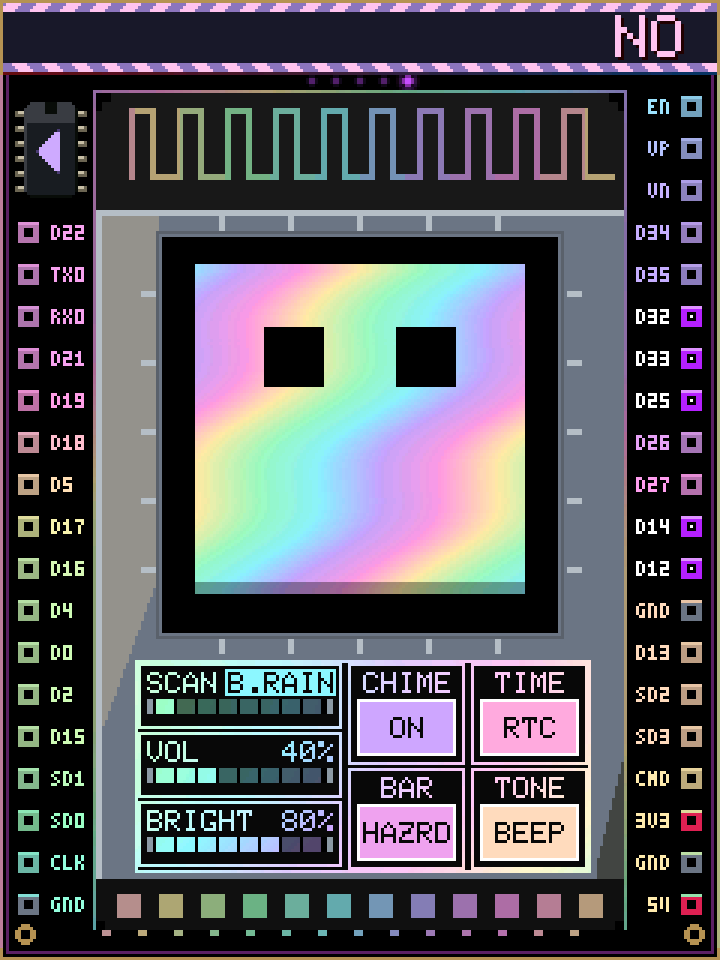 NO
EN
VP
VN
D22 D34
TX0 D35
RX0 D32
D21 D33
D19 D25
D18 D26
D5 D27
D17 D14
D16 D12
D4 GND
D0 D13
D2 SD2
D15 SD3
SD1 CMD
SD0 3V3
CLK GND
GND 5V
SCAN B.RAIN
VOL 40%
BRIGHT 80%
CHIME
ON
TIME
RTC
BAR
HAZRD
TONE
BEEP